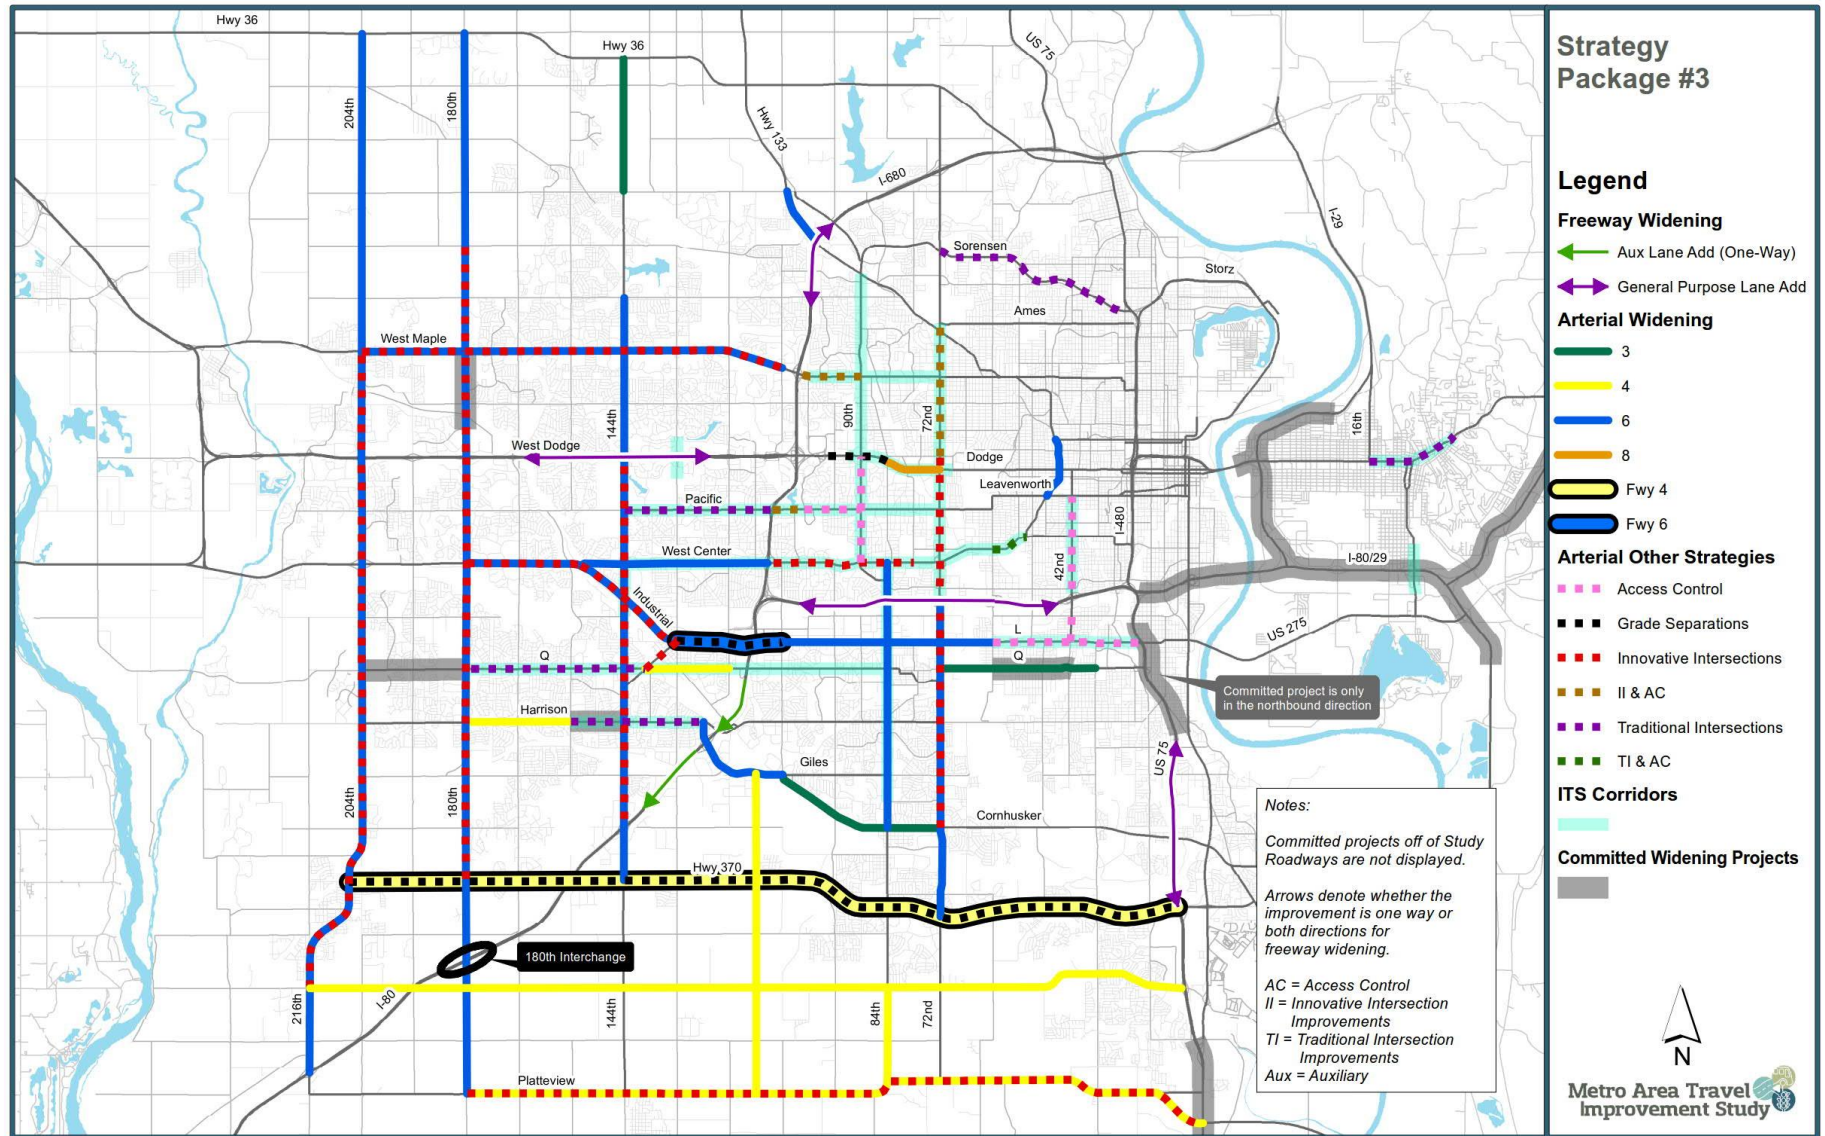 Strategy
Package #3
Legend
Freeway Widening
Aux Lane Add (One-Way)
General Purpose Lane Add
Arterial Widening
3
4
6
8
Fwy 4
Fwy 6
Arterial Other Strategies
Access Control
Grade Separations
Innovative Intersections
II & AC
Traditional Intersections
TI & AC
ITS Corridors
Committed Widening Projects
N
Metro Area Travel
Improvement Study
Hwy 36
Hwy 36
US 75
204th
180th
Hwy 133
I-680
I-29
Sorensen
Storz
Ames
West Maple
144th
90th
72nd
16th
West Dodge
Dodge
Leavenworth
Pacific
I-480
West Center
42nd
I-80/29
Industrial
L
US 275
Q
Q
Committed project is only
in the northbound direction
Harrison
US 75
Giles
204th
180th
Cornhusker
Hwy 370
180th Interchange
216th
I-80
144th
84th
72nd
Platteview
Notes:
Committed projects off of Study
Roadways are not displayed.
Arrows denote whether the
improvement is one way or
both directions for
freeway widening.
AC = Access Control
II = Innovative Intersection
Improvements
TI = Traditional Intersection
Improvements
Aux = Auxiliary